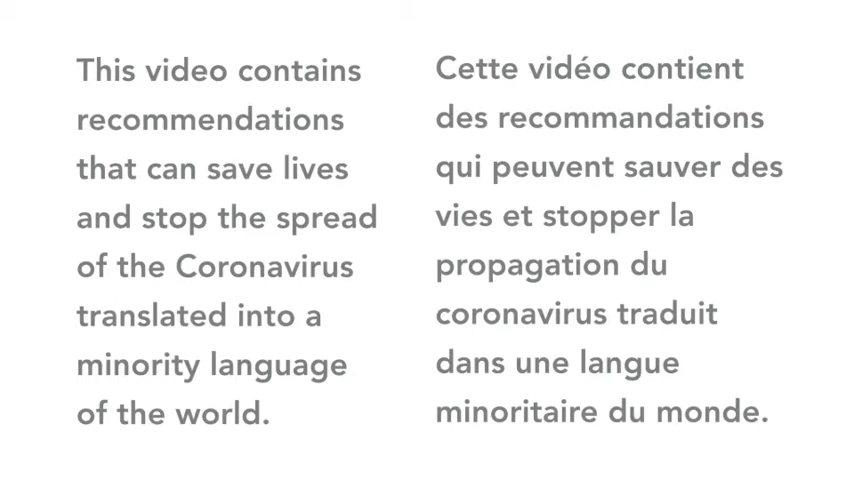 This video contains
recommendations
that can save lives
and stop the spread
of the Coronavirus
translated into a
minority language
of the world.
Cette vidéo contient
des recommandations
qui peuvent sauver des
vies et stopper la
propagation du
coronavirus traduit
dans une langue
minoritaire du monde.